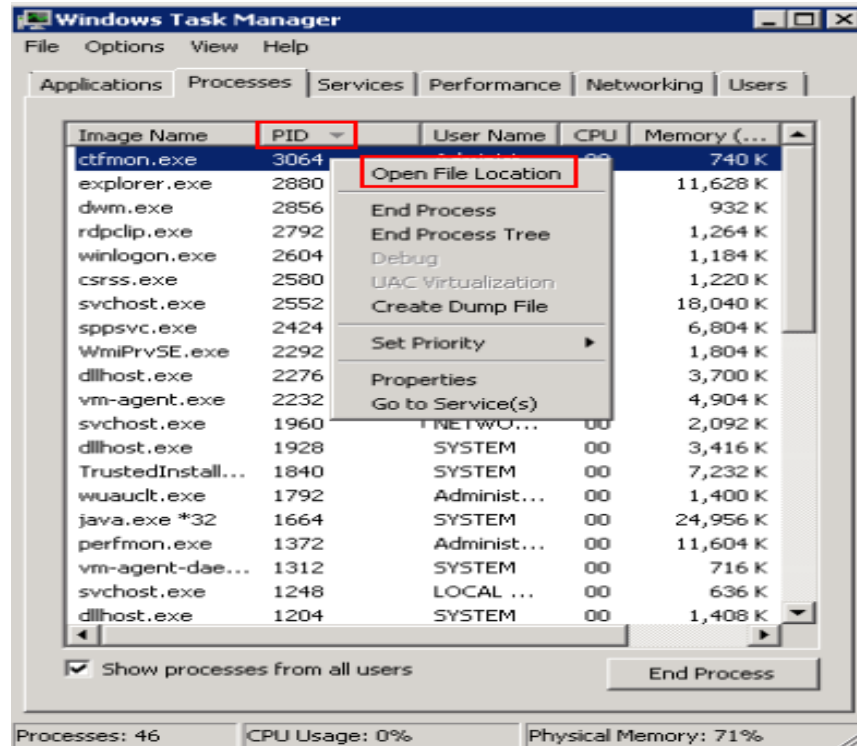 Windows Task Manager
File Options View Help
Applications Processes Services Performance Networking Users
Image Name PID User Name CPU Memory (...
ctfmon.exe 3064 740 K
Open File Location
explorer.exe 2880 11,628 K
dwm.exe 2856 932 K
End Process
rdpclip.exe 2792 1,264 K
End Process Tree
winlogon.exe 2604 1,184 K
Debug
csrss.exe 2580 1,220 K
UAC Virtualization
svchost.exe 2552 18,040 K
Create Dump File
sppsvc.exe 2424 6,804 K
Set Priority
WmiPrvSE.exe 2292 1,804 K
dllhost.exe 2276 3,700 K
Properties
vm-agent.exe 2232 4,904 K
Go to Service(s)
svchost.exe 1960 NETWO... 00 2,092 K
dllhost.exe 1928 SYSTEM 00 3,416 K
TrustedInstall... 1840 SYSTEM 00 7,232 K
wuauclt.exe 1792 Administ... 00 1,400 K
java.exe *32 1664 SYSTEM 00 24,956 K
perfmon.exe 1372 Administ... 00 11,604 K
vm-agent-dae... 1312 SYSTEM 00 716 K
svchost.exe 1248 LOCAL ... 00 636 K
dllhost.exe 1204 SYSTEM 00 1,408 K
Show processes from all users
End Process
Processes: 46 CPU Usage: 0% Physical Memory: 71%